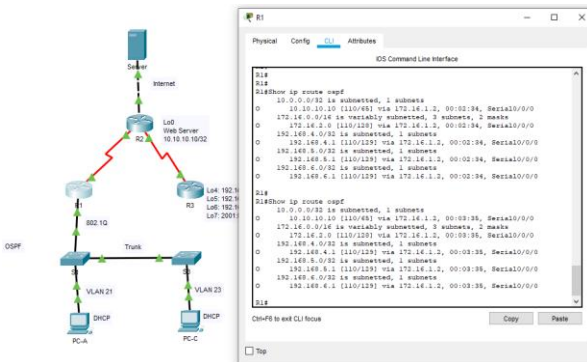 Server
Internet
Lo0
Web Server
10.10.10.10/32
R2
R1
R3
Lo4: 192.1
Lo5: 192.1
Lo6: 192.1
Lo7: 2001:
802.1Q
OSPF
Trunk
S1
S3
VLAN 21
VLAN 23
DHCP
DHCP
PC-A
PC-C
R1
Physical Config CLI Attributes
IOS Command Line Interface
R1#
R1#
R1#Show ip route ospf
10.0.0.0/32 is subnetted, 1 subnets
O 10.10.10.10 [110/65] via 172.16.1.2, 00:02:34, Serial0/0/0
172.16.0.0/16 is variably subnetted, 3 subnets, 2 masks
O 172.16.2.0 [110/128] via 172.16.1.2, 00:02:34, Serial0/0/0
192.168.4.0/32 is subnetted, 1 subnets
O 192.168.4.1 [110/129] via 172.16.1.2, 00:02:34, Serial0/0/0
192.168.5.0/32 is subnetted, 1 subnets
O 192.168.5.1 [110/129] via 172.16.1.2, 00:02:34, Serial0/0/0
192.168.6.0/32 is subnetted, 1 subnets
O 192.168.6.1 [110/129] via 172.16.1.2, 00:02:34, Serial0/0/0
R1#
R1#Show ip route ospf
10.0.0.0/32 is subnetted, 1 subnets
O 10.10.10.10 [110/65] via 172.16.1.2, 00:03:35, Serial0/0/0
172.16.0.0/16 is variably subnetted, 3 subnets, 2 masks
O 172.16.2.0 [110/128] via 172.16.1.2, 00:03:35, Serial0/0/0
192.168.4.0/32 is subnetted, 1 subnets
O 192.168.4.1 [110/129] via 172.16.1.2, 00:03:35, Serial0/0/0
192.168.5.0/32 is subnetted, 1 subnets
O 192.168.5.1 [110/129] via 172.16.1.2, 00:03:35, Serial0/0/0
192.168.6.0/32 is subnetted, 1 subnets
O 192.168.6.1 [110/129] via 172.16.1.2, 00:03:35, Serial0/0/0
R1#
Ctrl+F6 to exit CLI focus
Copy Paste
Top